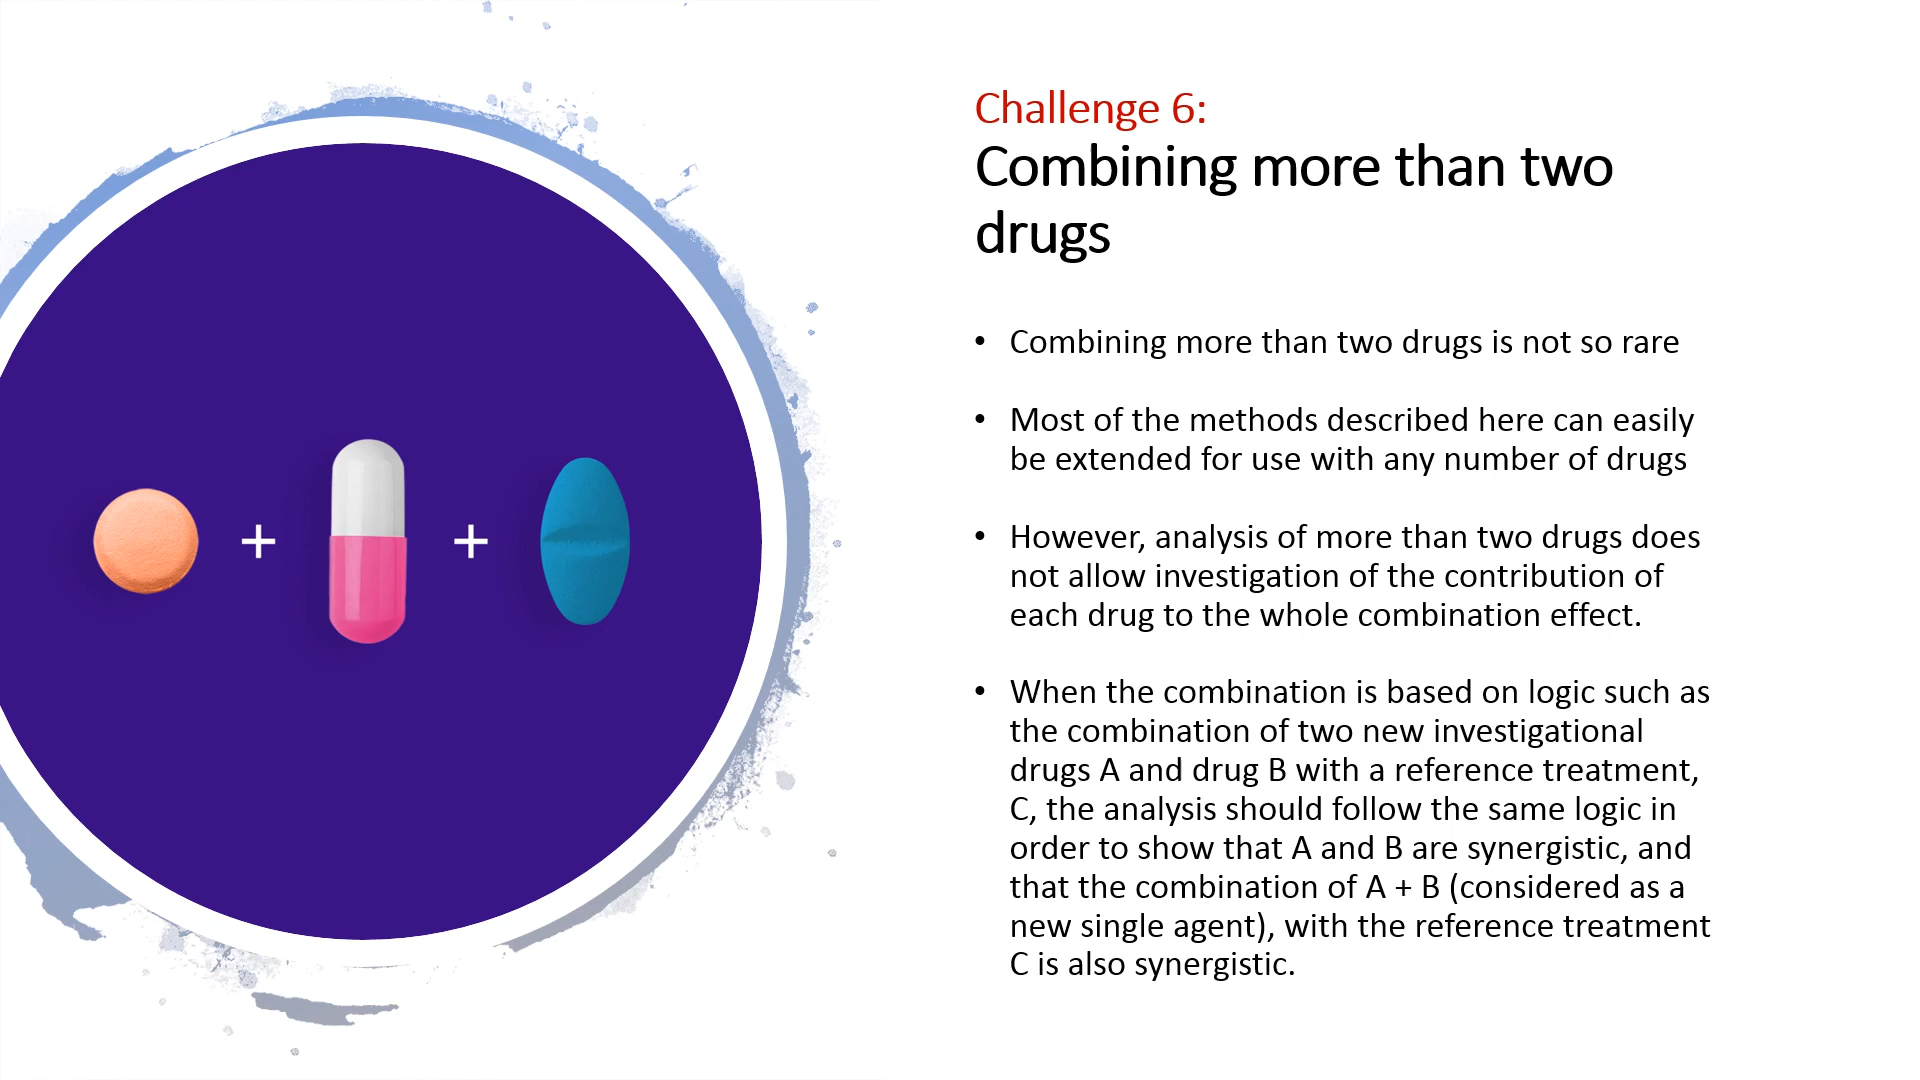 Challenge 6:
Combining more than two
drugs
• Combining more than two drugs is not so rare
• Most of the methods described here can easily
be extended for use with any number of drugs
• However, analysis of more than two drugs does
not allow investigation of the contribution of
each drug to the whole combination effect.
• When the combination is based on logic such as
the combination of two new investigational
drugs A and drug B with a reference treatment,
C, the analysis should follow the same logic in
order to show that A and B are synergistic, and
that the combination of A + B (considered as a
new single agent), with the reference treatment
C is also synergistic.
+ +